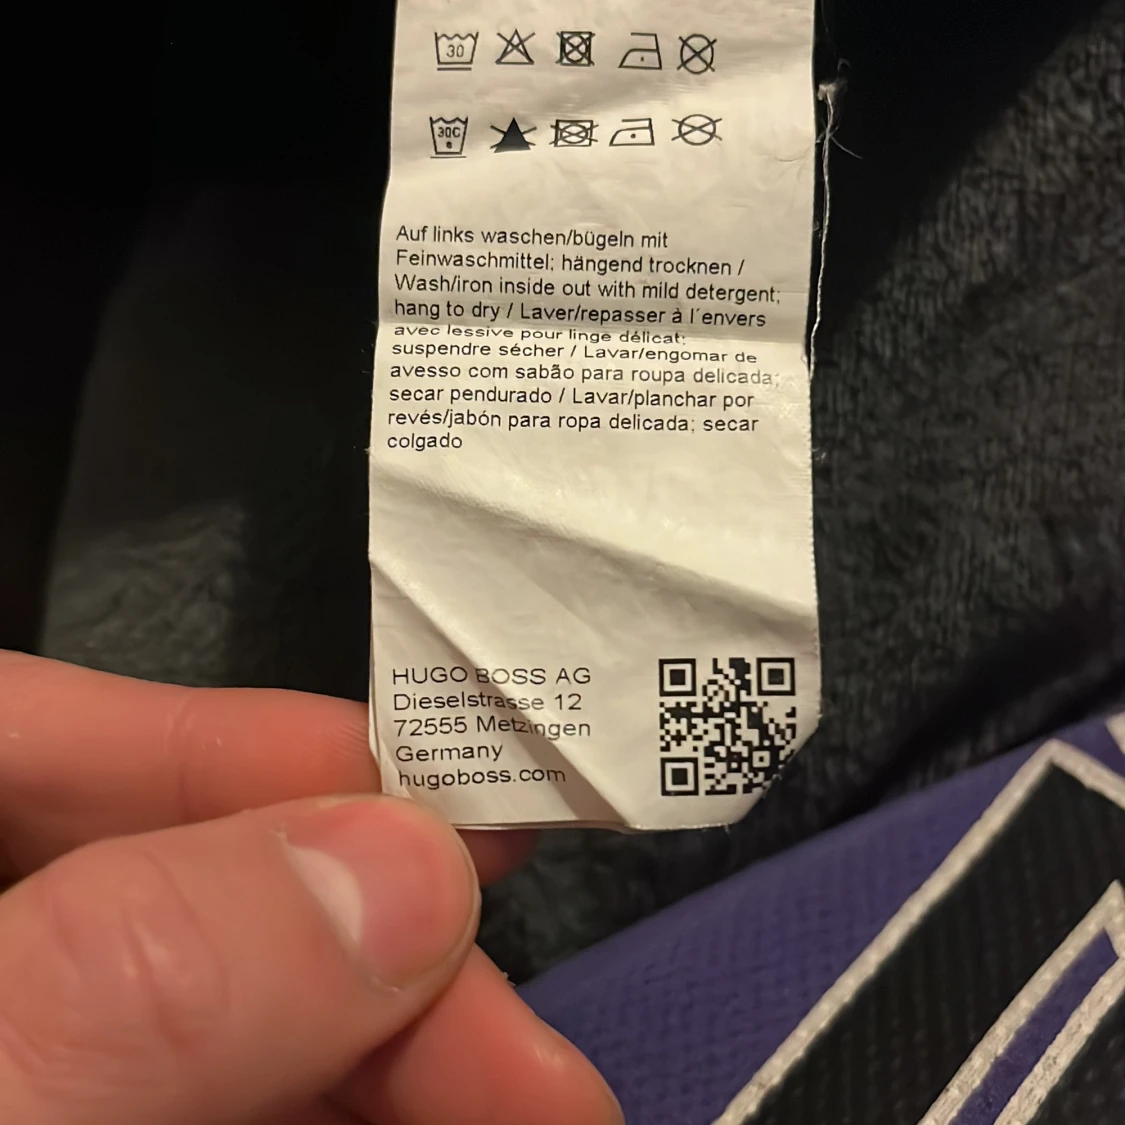 30
30C
Auf links waschen/bügeln mit
Feinwaschmittel; hängend trocknen /
Wash/iron inside out with mild detergent;
hang to dry / Laver/repasser à l´envers
avec lessive pour linge délicat;
suspendre sécher / Lavar/engomar de
avesso com sabão para roupa delicada;
secar pendurado / Lavar/planchar por
revés/jabón para ropa delicada; secar
colgado
HUGO BOSS AG
Dieselstrasse 12
72555 Metzingen
Germany
hugoboss.com